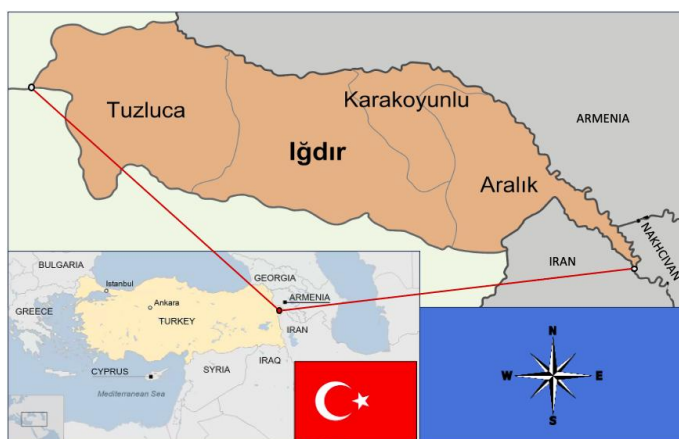 Tuzluca
Karakoyunlu
Iğdır
Aralık
ARMENIA
NAKHCIVAN
IRAN
BULGARIA
GEORGIA
Istanbul
Ankara
ARMENIA
GREECE
TURKEY
IRAN
CYPRUS
SYRIA
IRAQ
Mediterranean Sea
N
W
E
S